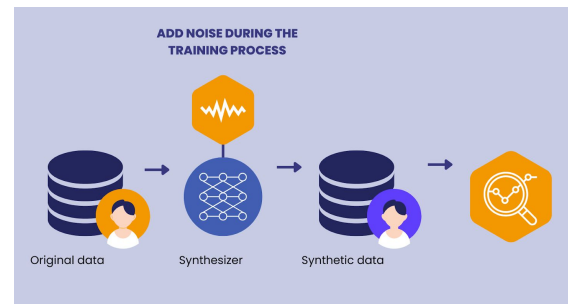 ADD NOISE DURING THE
TRAINING PROCESS
Original data
Synthesizer
Synthetic data